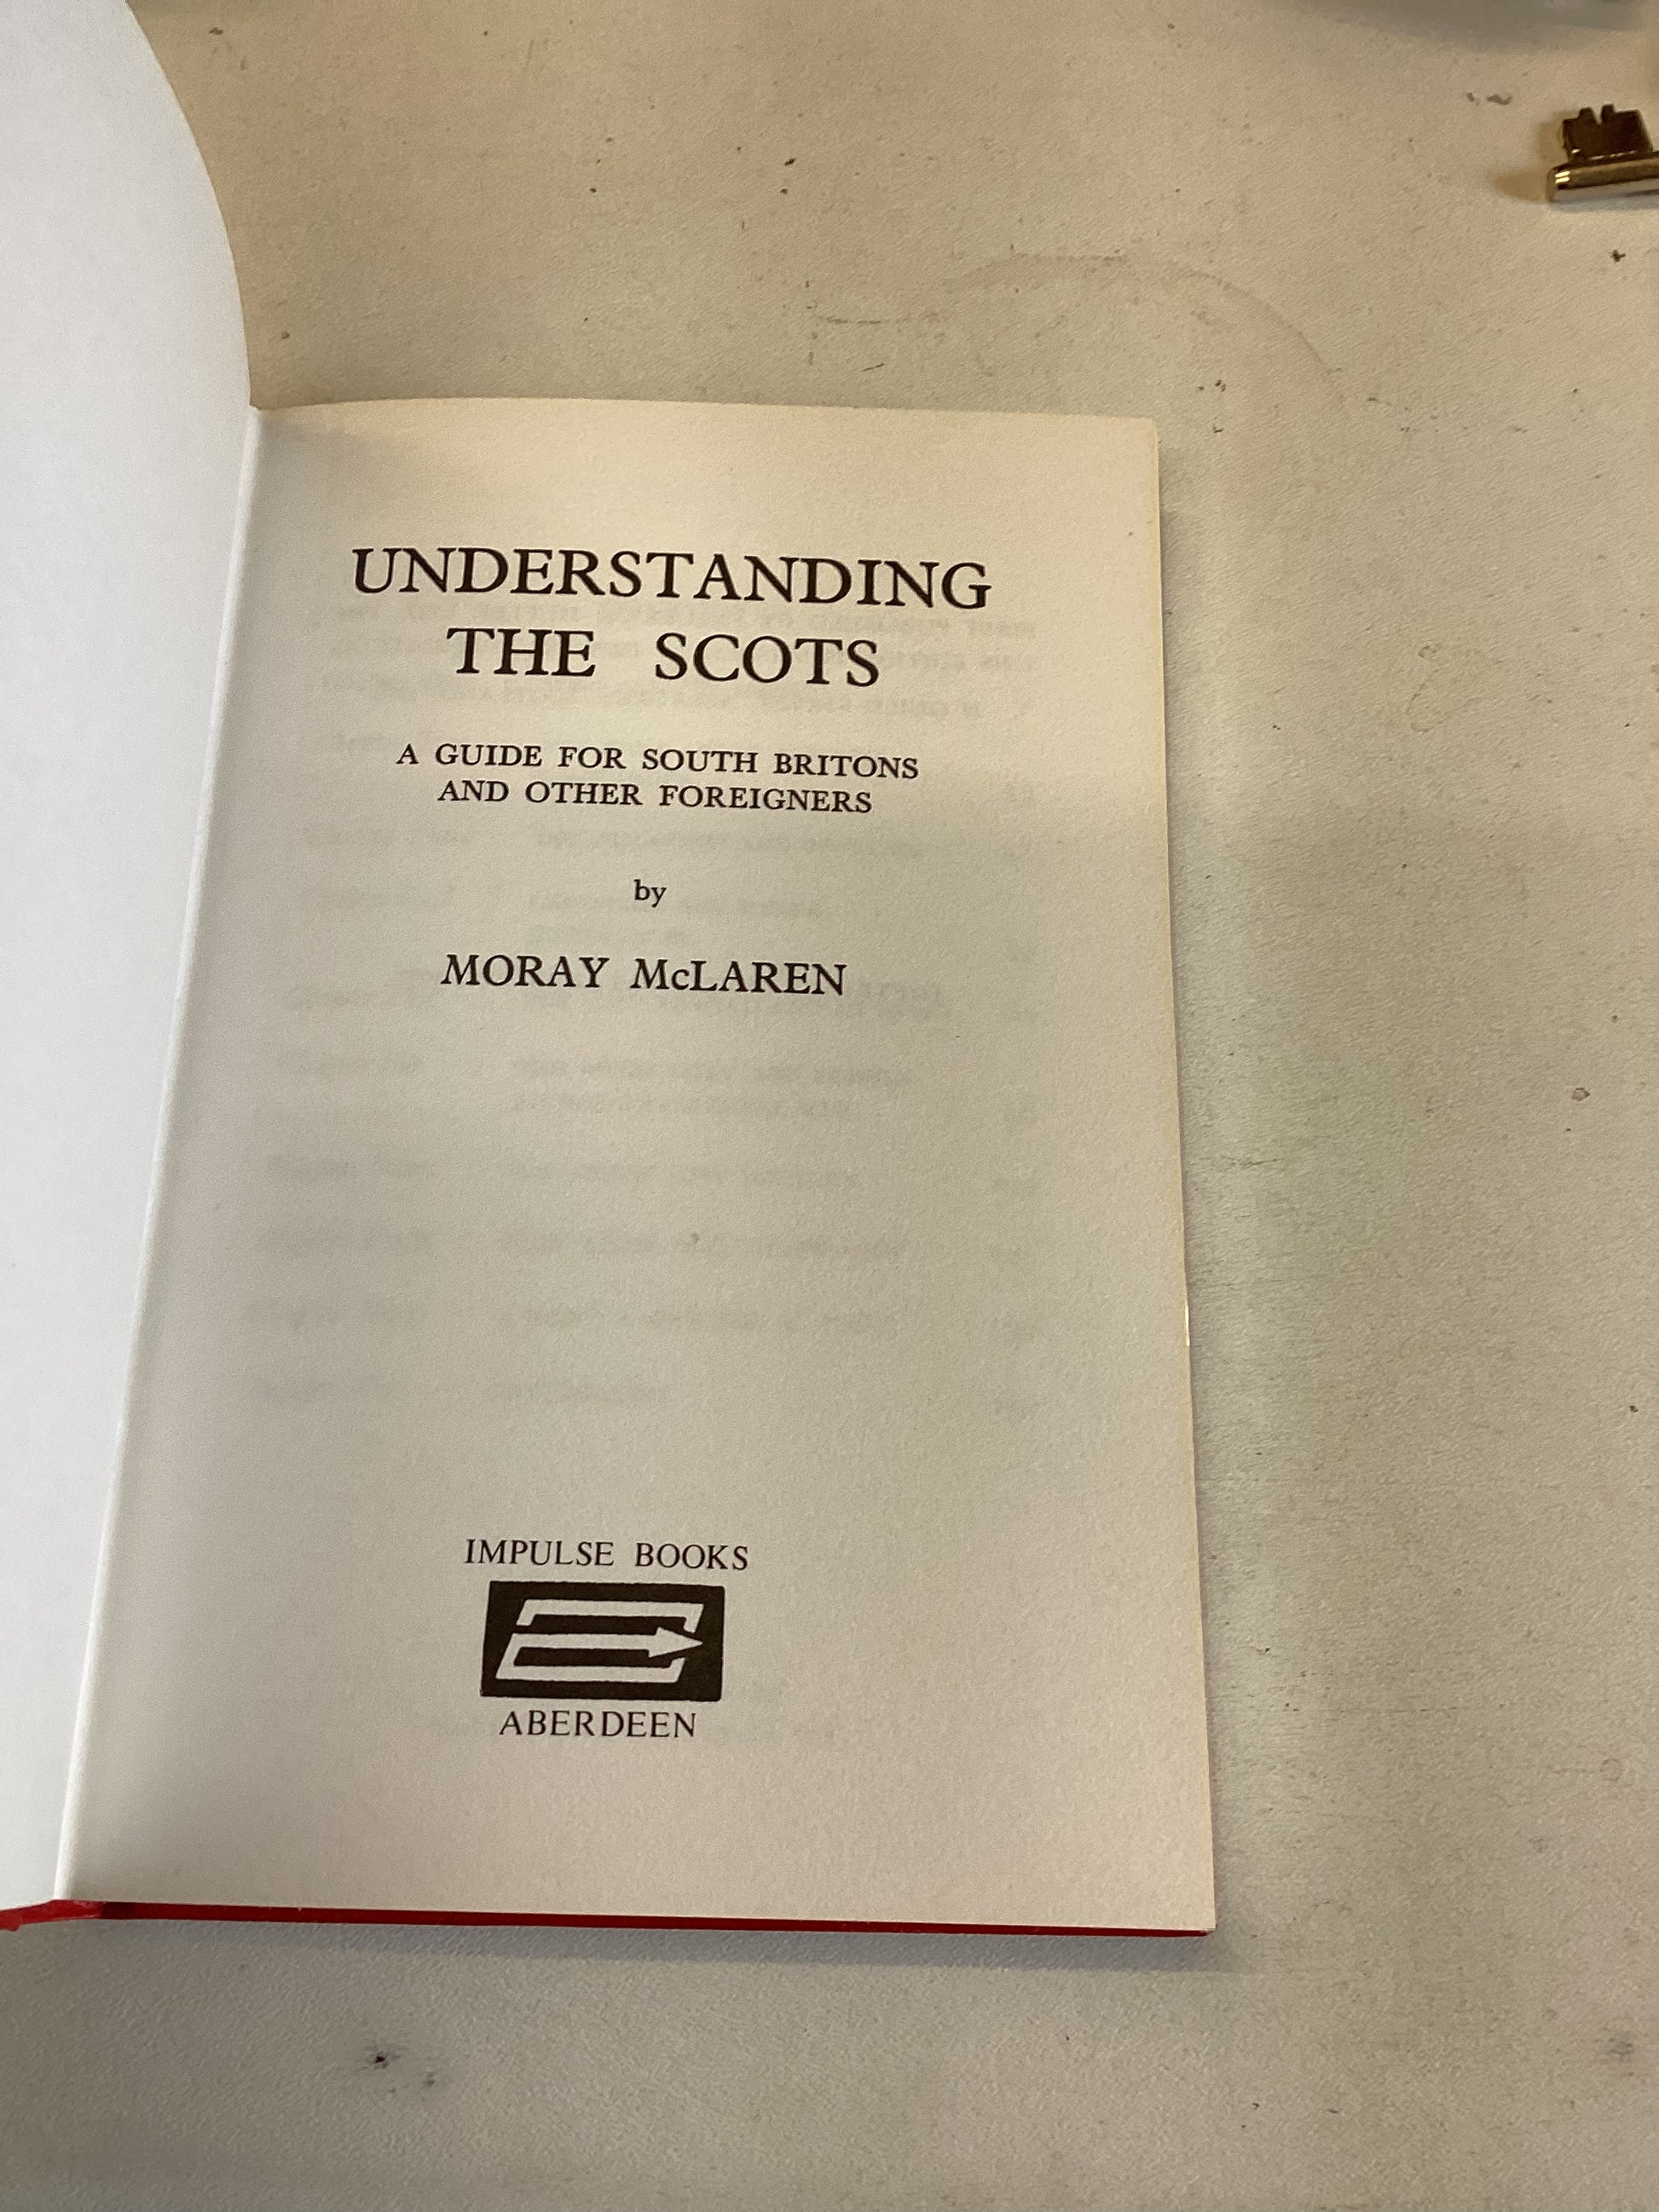 UNDERSTANDING
THE SCOTS
A GUIDE FOR SOUTH BRITONS
AND OTHER FOREIGNERS
by
MORAY McLAREN
IMPULSE BOOKS
ABERDEEN